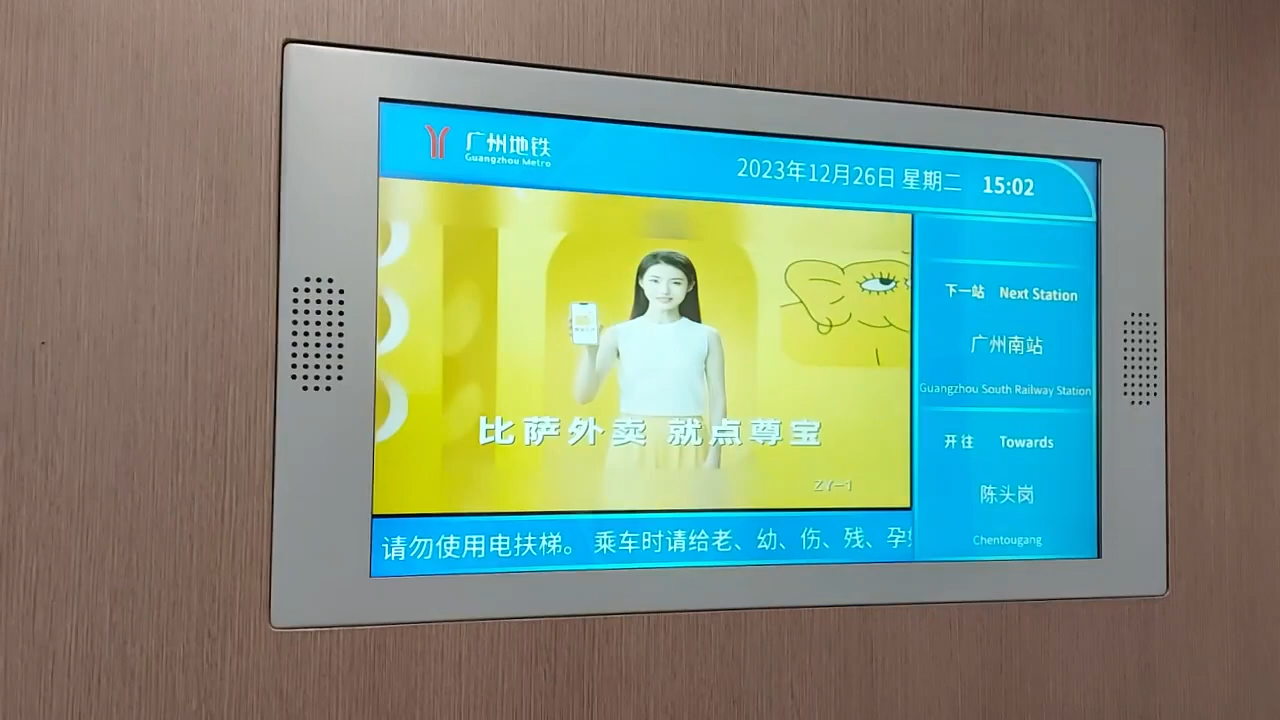 广州地铁
Guangzhou Metro
2023年12月26日 星期二 15:02
比萨外卖 就点尊宝
ZY-1
下一站 Next Station
广州南站
Guangzhou South Railway Station
开往 Towards
陈头岗
Chentougang
请勿使用电扶梯。 乘车时请给老、幼、伤、残、孕